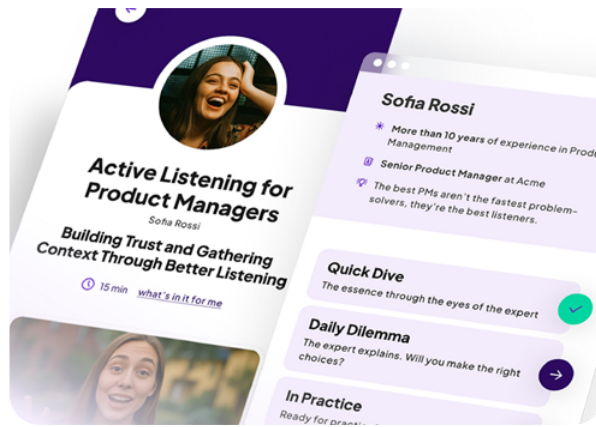 Active Listening for
Product Managers
Sofia Rossi
Building Trust and Gathering
Context Through Better Listening
15 min what's in it for me
Sofia Rossi
More than 10 years of experience in
Management
Senior Product Manager at Acme
The best PMs aren't the fastest problem-
solvers, they're the best listeners.
Quick Dive
The essence through the eyes of the expert
Daily Dilemma
The expert explains. Will you make the right
choices?
In Practice
Ready for